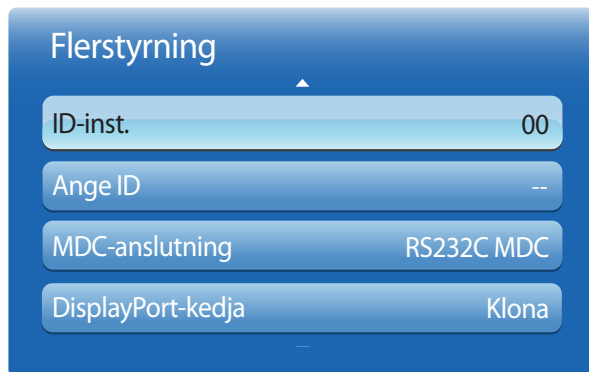 Flerstyrning
ID-inst. 00
Ange ID --
MDC-anslutning RS232C MDC
DisplayPort-kedja Klona